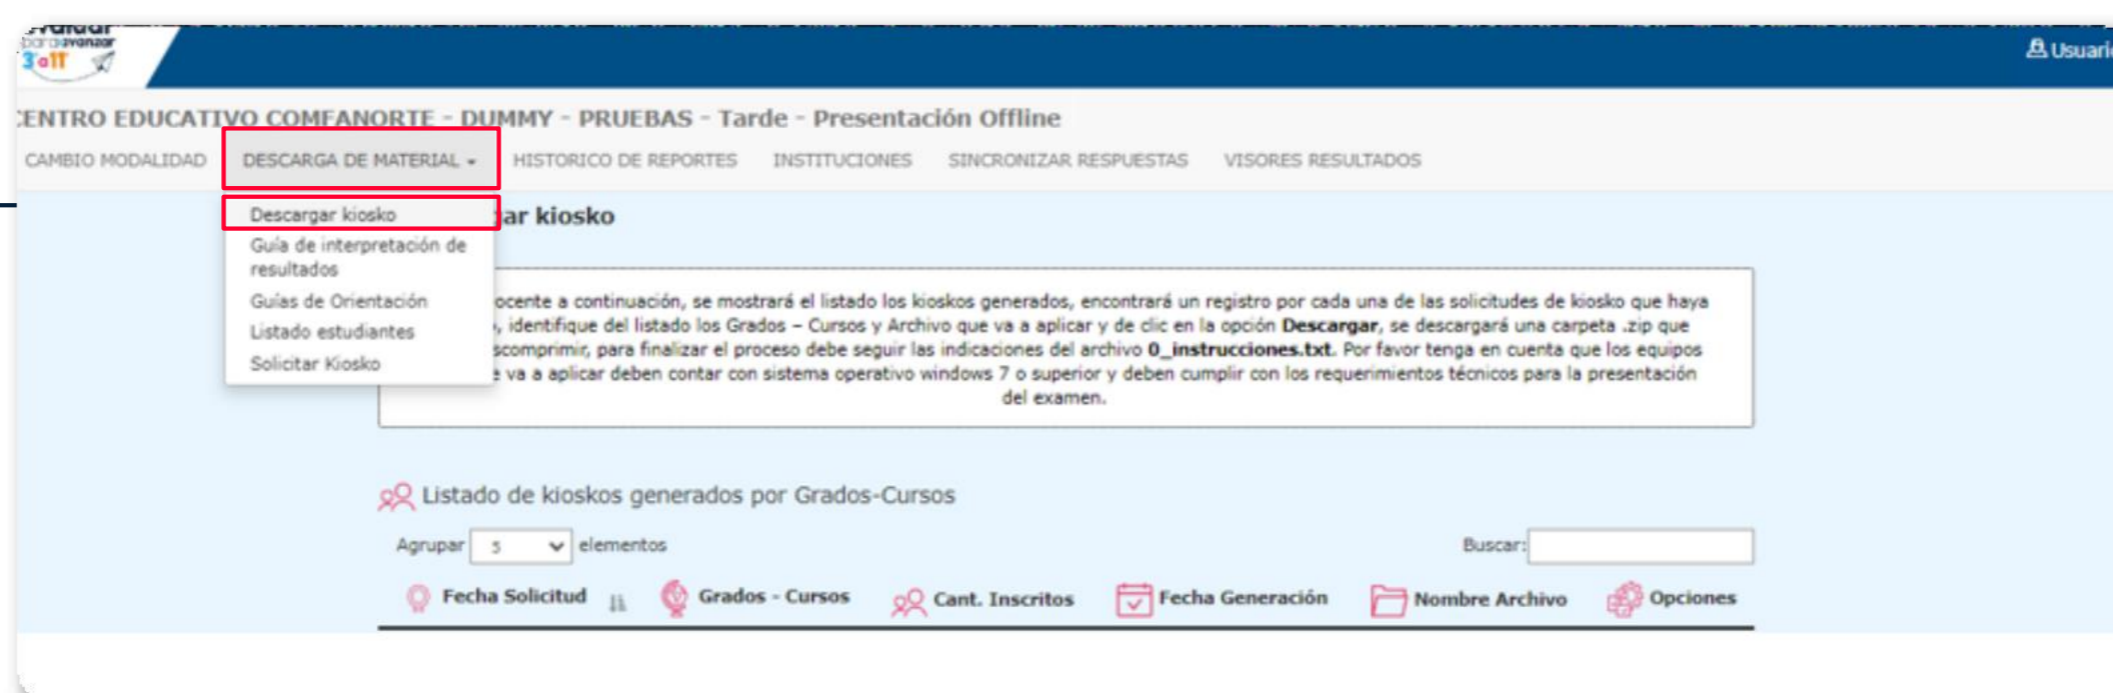 para avanzar
3 a 11
Usuario
CENTRO EDUCATIVO COMFANORTE - DUMMY - PRUEBAS - Tarde - Presentación Offline
CAMBIO MODALIDAD DESCARGA DE MATERIAL HISTORICO DE REPORTES INSTITUCIONES SINCRONIZAR RESPUESTAS VISORES RESULTADOS
Descargar kiosko
ar kiosko
Guía de interpretación de
resultados
Guías de Orientación
Listado estudiantes
Solicitar Kiosko
ocente a continuación, se mostrará el listado los kioskos generados, encontrará un registro por cada una de las solicitudes de kiosko que haya
, identifique del listado los Grados – Cursos y Archivo que va a aplicar y de clic en la opción Descargar, se descargará una carpeta .zip que
scomprimir, para finalizar el proceso debe seguir las indicaciones del archivo 0_instrucciones.txt. Por favor tenga en cuenta que los equipos
e va a aplicar deben contar con sistema operativo windows 7 o superior y deben cumplir con los requerimientos técnicos para la presentación
del examen.
Listado de kioskos generados por Grados-Cursos
Agrupar 5 elementos Buscar:
Fecha Solicitud Grados - Cursos Cant. Inscritos Fecha Generación Nombre Archivo Opciones